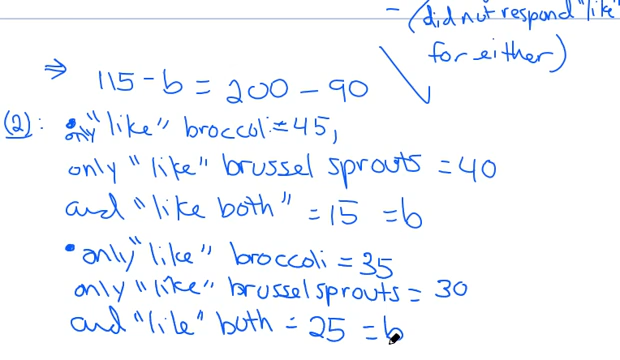 - (did not respond "like"
for either)
⇒ 115 - b = 200 - 90
(2): only "like" broccoli = 45,
only "like" brussel sprouts = 40
and "like both" = 15 = b
• only "like" broccoli = 35
only "like" brussel sprouts = 30
and "like" both = 25 = b